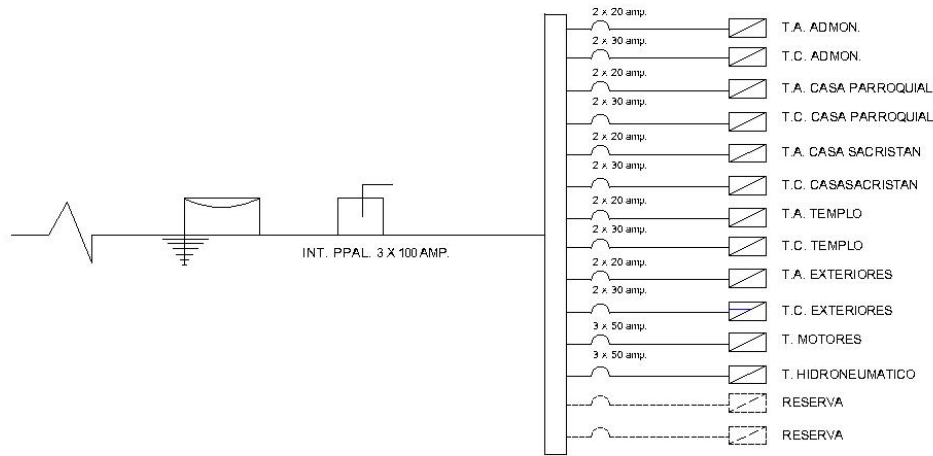 2 x 20 amp.
T.A. ADMON.
2 x 30 amp.
T.C. ADMON.
2 x 20 amp.
T.A. CASA PARROQUIAL
2 x 30 amp.
T.C. CASA PARROQUIAL
2 x 20 amp.
T.A. CASA SACRISTAN
2 x 30 amp.
T.C. CASASACRISTAN
2 x 20 amp.
T.A. TEMPLO
2 x 30 amp.
T.C. TEMPLO
INT. PPAL. 3 X 100 AMP.
2 x 20 amp.
T.A. EXTERIORES
2 x 30 amp.
T.C. EXTERIORES
3 x 50 amp.
T. MOTORES
3 x 50 amp.
T. HIDRONEUMATICO
RESERVA
RESERVA